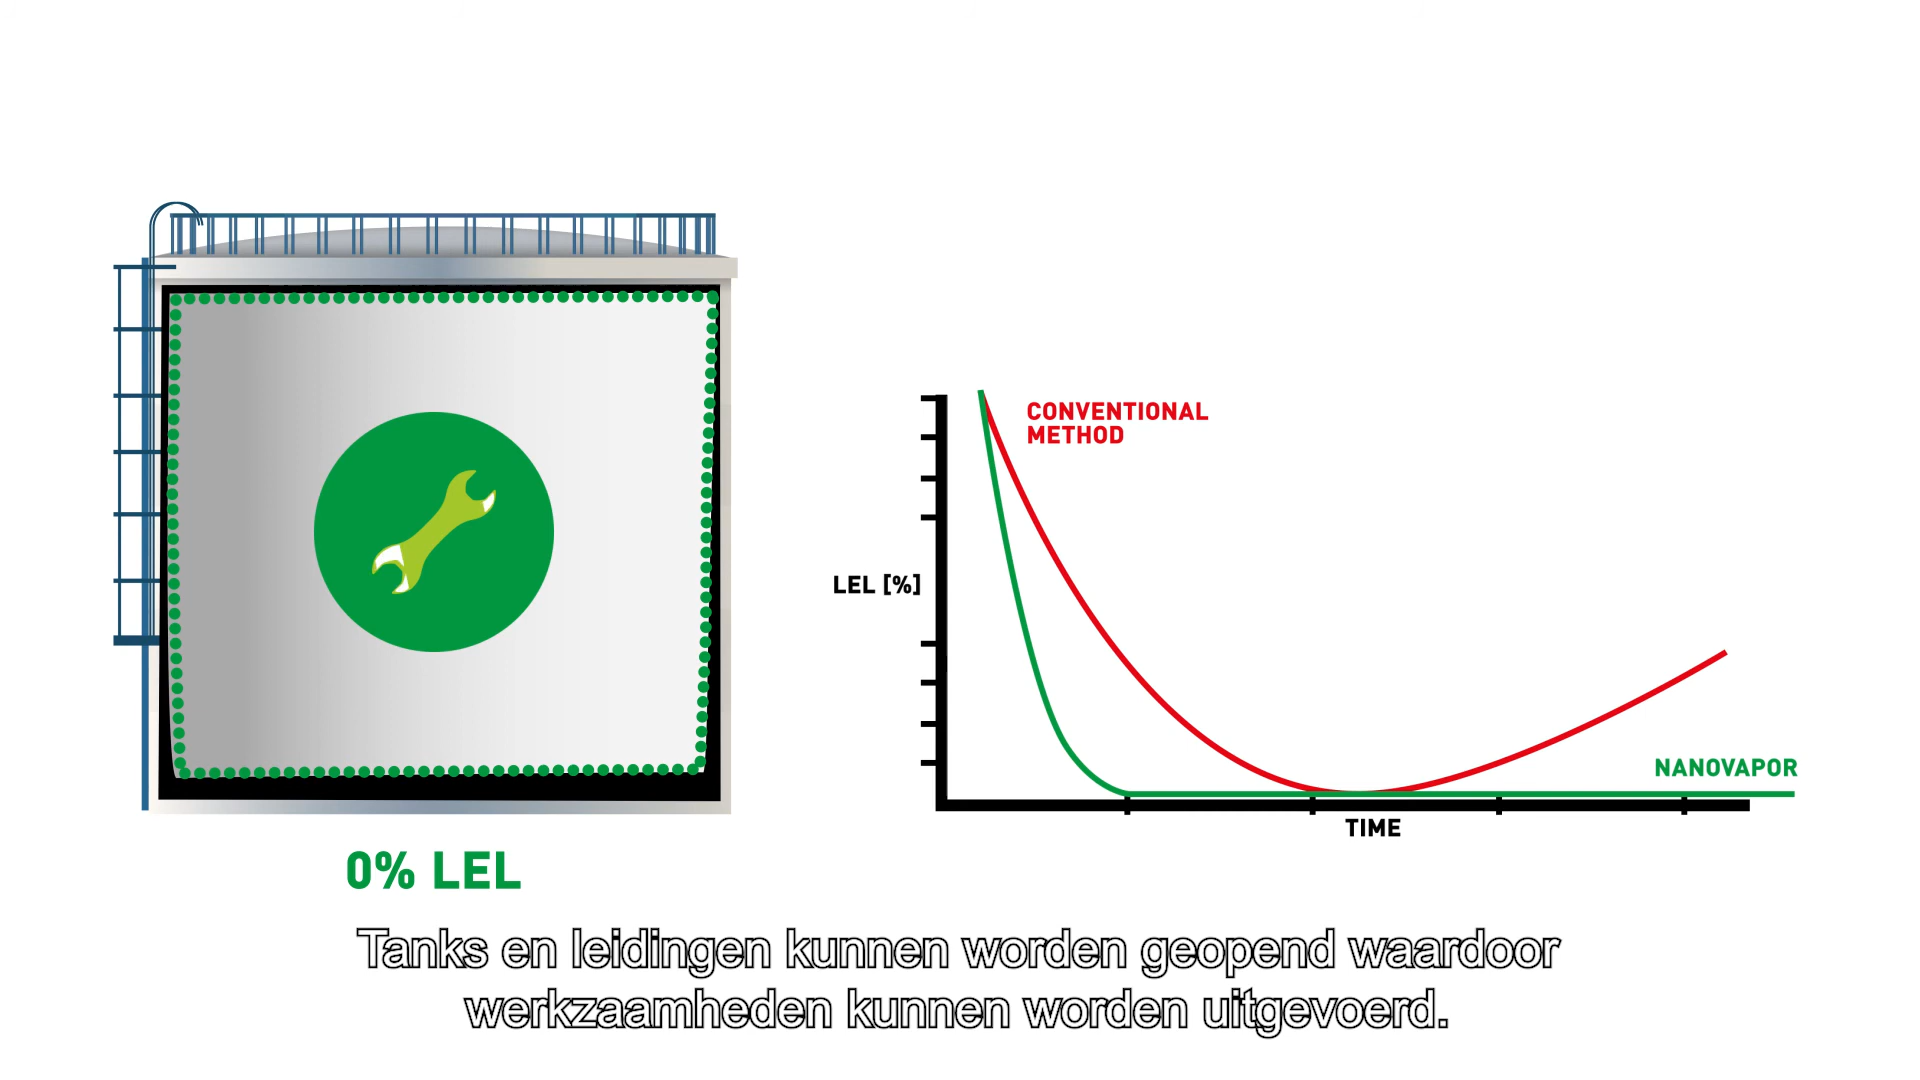 CONVENTIONAL
METHOD
LEL [%]
NANOVAPOR
TIME
0% LEL
Tanks en leidingen kunnen worden geopend waardoor
werkzaamheden kunnen worden uitgevoerd.